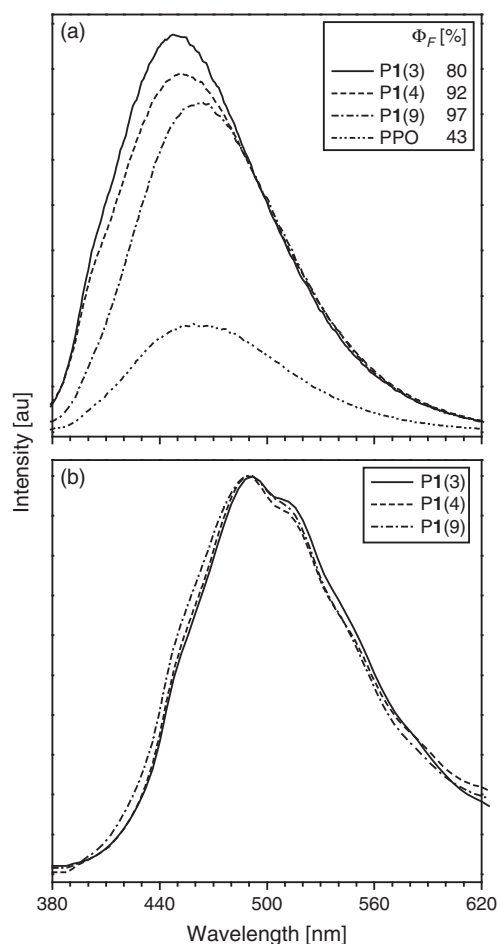 (a)
ΦF [%]
P1(3) 80
P1(4) 92
P1(9) 97
PPO 43
Intensity [au]
(b)
P1(3)
P1(4)
P1(9)
380 440 500 560 620
Wavelength [nm]